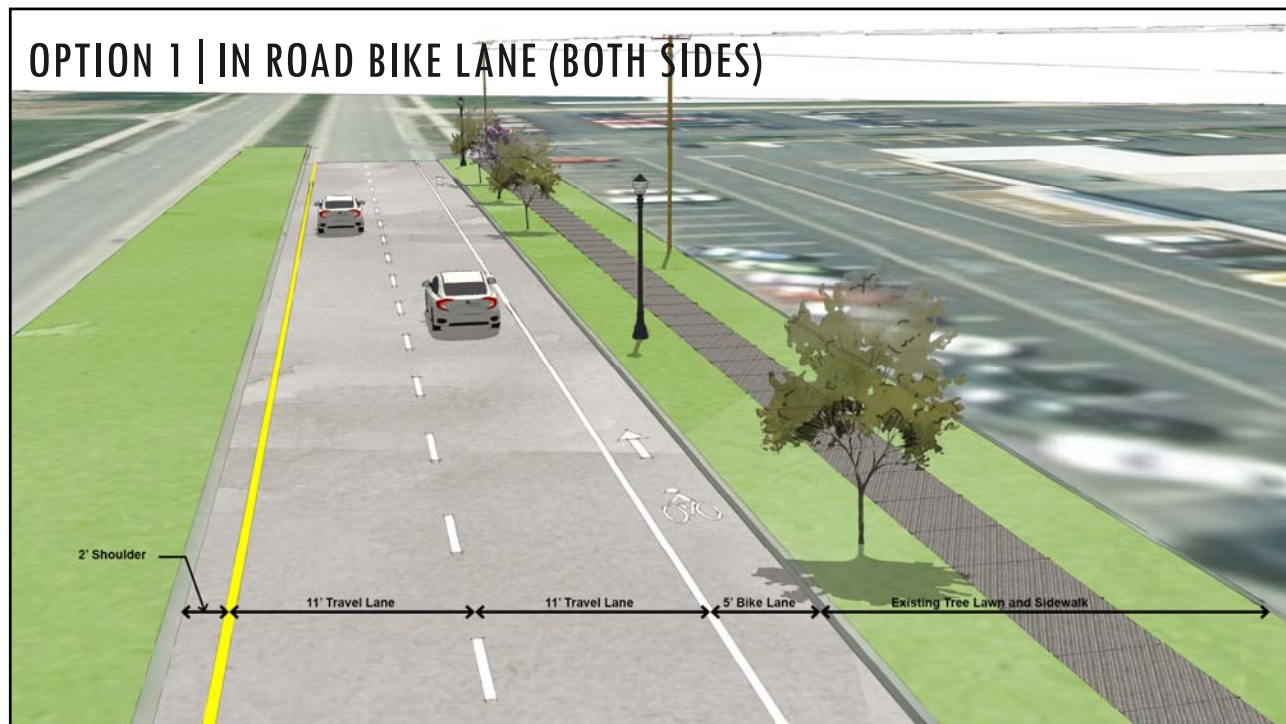 OPTION 1 | IN ROAD BIKE LANE (BOTH SIDES)
2' Shoulder
11' Travel Lane
11' Travel Lane
5' Bike Lane
Existing Tree Lawn and Sidewalk